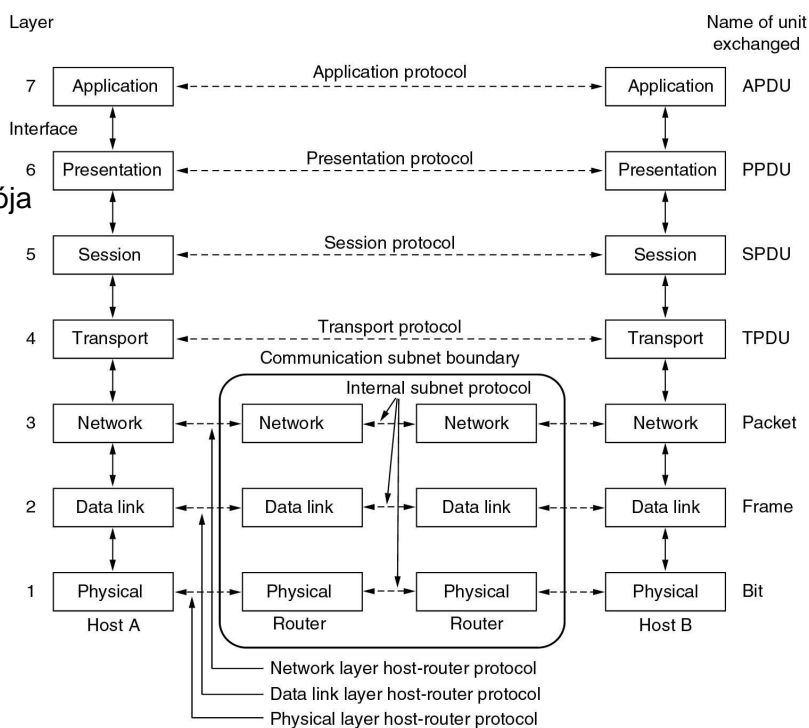 Layer
Name of unit
exchanged
7 Application Application protocol Application APDU
Interface
6 Presentation Presentation protocol Presentation PPDU
ója
5 Session Session protocol Session SPDU
4 Transport Transport protocol Transport TPDU
Communication subnet boundary
Internal subnet protocol
3 Network Network Network Network Packet
2 Data link Data link Data link Data link Frame
1 Physical Physical Physical Physical Bit
Host A Router Router Host B
Network layer host-router protocol
Data link layer host-router protocol
Physical layer host-router protocol